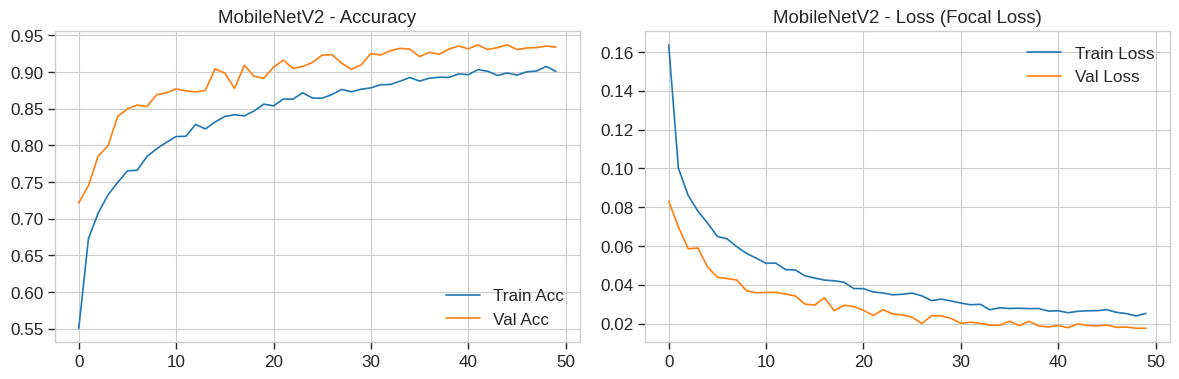 MobileNetV2 - Accuracy
0.95
0.90
0.85
0.80
0.75
0.70
0.65
0.60
0.55
0 10 20 30 40 50
Train Acc
Val Acc
MobileNetV2 - Loss (Focal Loss)
0.16
0.14
0.12
0.10
0.08
0.06
0.04
0.02
0 10 20 30 40 50
Train Loss
Val Loss